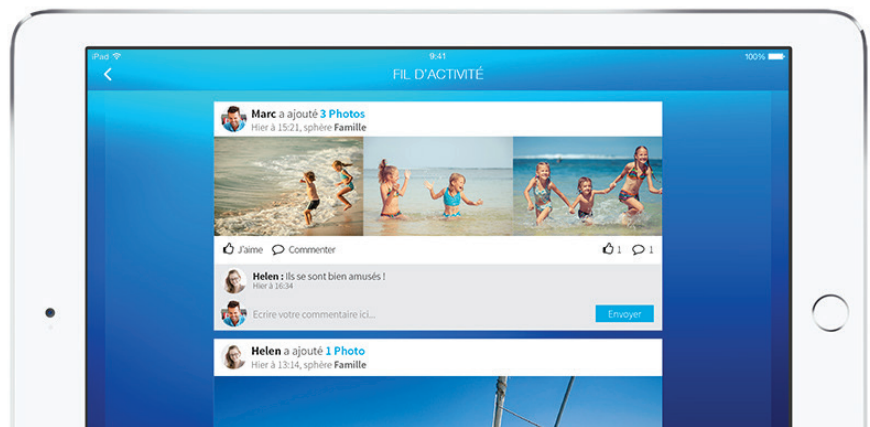 iPad 9:41 100%
FIL D'ACTIVITÉ
Marc a ajouté 3 Photos
Hier à 15:21, sphère Famille
J'aime Commenter 1 1
Helen : Ils se sont bien amusés !
Hier à 16:34
Ecrire votre commentaire ici... Envoyer
Helen a ajouté 1 Photo
Hier à 13:14, sphère Famille